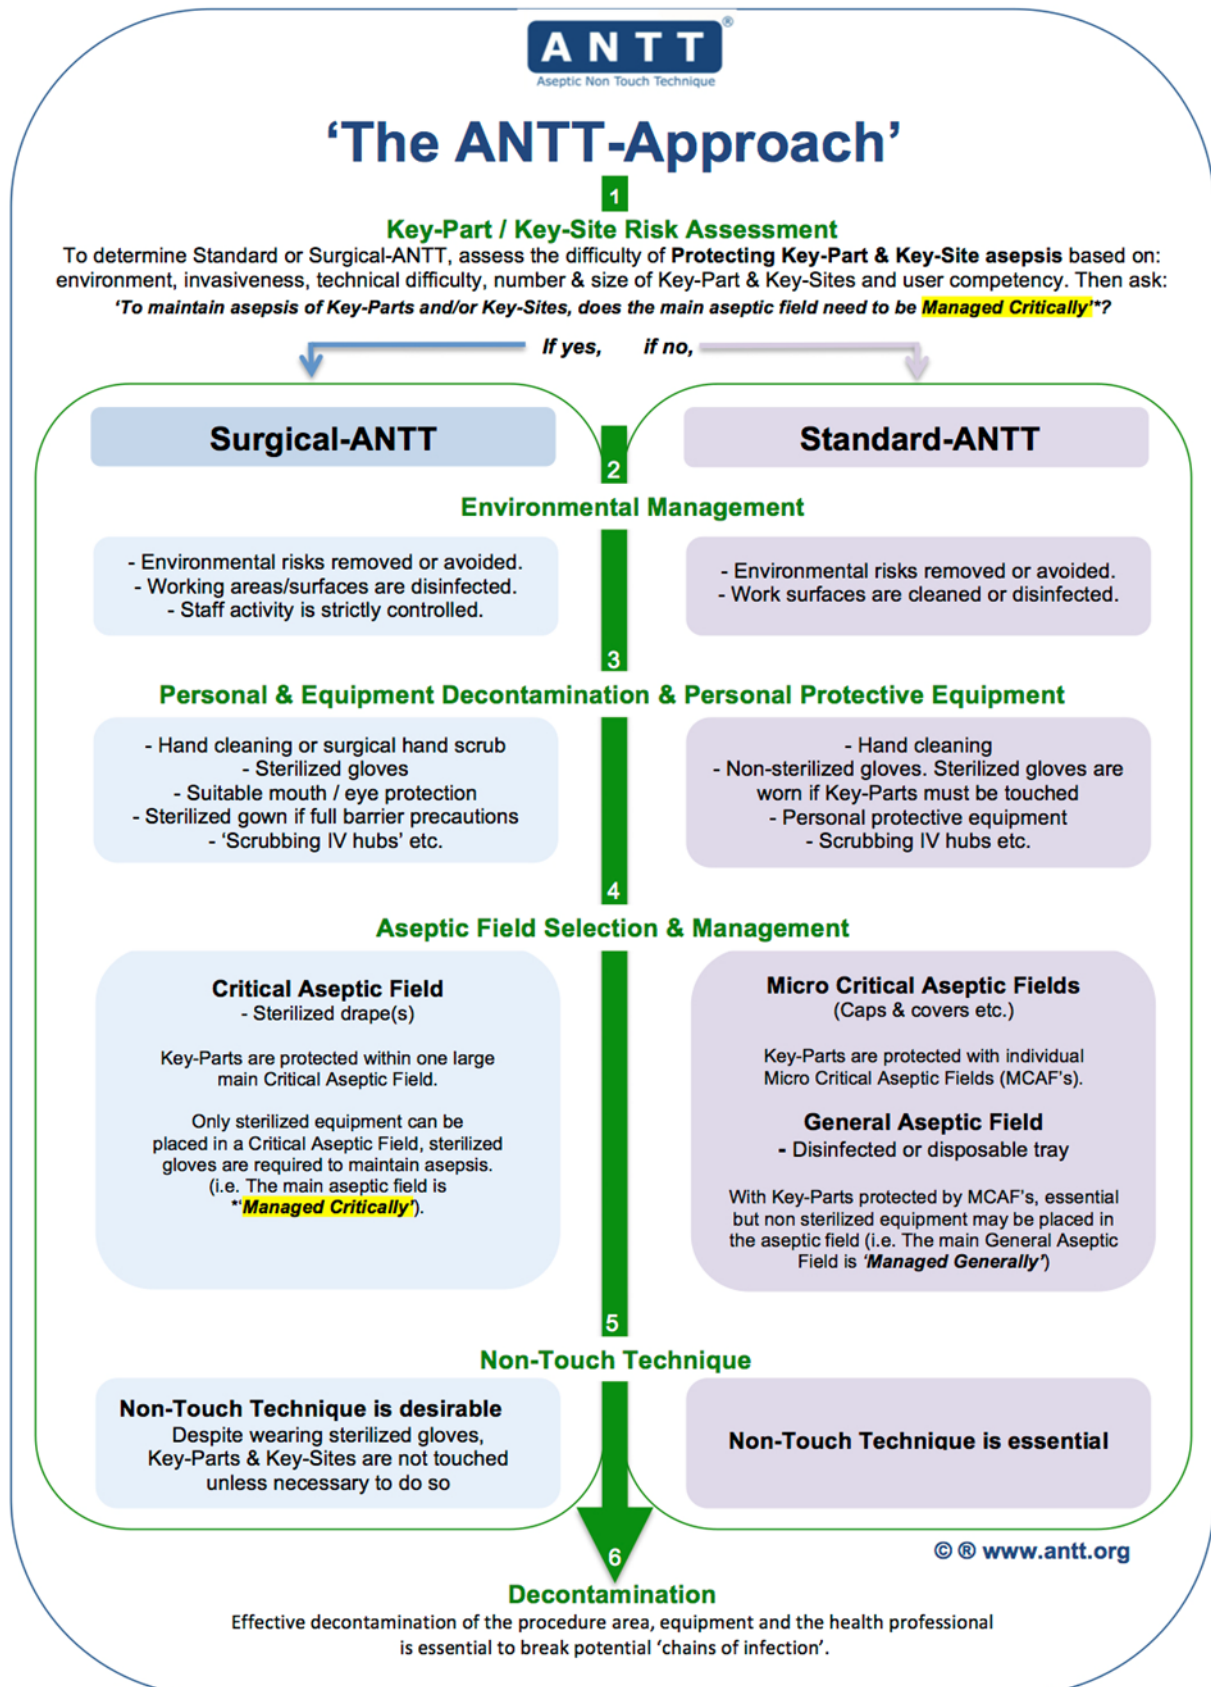 ANTT®
Aseptic Non Touch Technique
‘The ANTT-Approach’
1
Key-Part / Key-Site Risk Assessment
To determine Standard or Surgical-ANTT, assess the difficulty of Protecting Key-Part & Key-Site asepsis based on:
environment, invasiveness, technical difficulty, number & size of Key-Part & Key-Sites and user competency. Then ask:
‘To maintain asepsis of Key-Parts and/or Key-Sites, does the main aseptic field need to be Managed Critically’*?
If yes, if no,
Surgical-ANTT
Standard-ANTT
2
Environmental Management
- Environmental risks removed or avoided.
- Working areas/surfaces are disinfected.
- Staff activity is strictly controlled.
- Environmental risks removed or avoided.
- Work surfaces are cleaned or disinfected.
3
Personal & Equipment Decontamination & Personal Protective Equipment
- Hand cleaning or surgical hand scrub
- Sterilized gloves
- Suitable mouth / eye protection
- Sterilized gown if full barrier precautions
- ‘Scrubbing IV hubs’ etc.
- Hand cleaning
- Non-sterilized gloves. Sterilized gloves are
worn if Key-Parts must be touched
- Personal protective equipment
- Scrubbing IV hubs etc.
4
Aseptic Field Selection & Management
Critical Aseptic Field
- Sterilized drape(s)
Key-Parts are protected within one large
main Critical Aseptic Field.
Only sterilized equipment can be
placed in a Critical Aseptic Field, sterilized
gloves are required to maintain asepsis.
(i.e. The main aseptic field is
*‘Managed Critically’).
Micro Critical Aseptic Fields
(Caps & covers etc.)
Key-Parts are protected with individual
Micro Critical Aseptic Fields (MCAF's).
General Aseptic Field
- Disinfected or disposable tray
With Key-Parts protected by MCAF's, essential
but non sterilized equipment may be placed in
the aseptic field (i.e. The main General Aseptic
Field is ‘Managed Generally’)
5
Non-Touch Technique
Non-Touch Technique is desirable
Despite wearing sterilized gloves,
Key-Parts & Key-Sites are not touched
unless necessary to do so
Non-Touch Technique is essential
6
© ® www.antt.org
Decontamination
Effective decontamination of the procedure area, equipment and the health professional
is essential to break potential ‘chains of infection’.